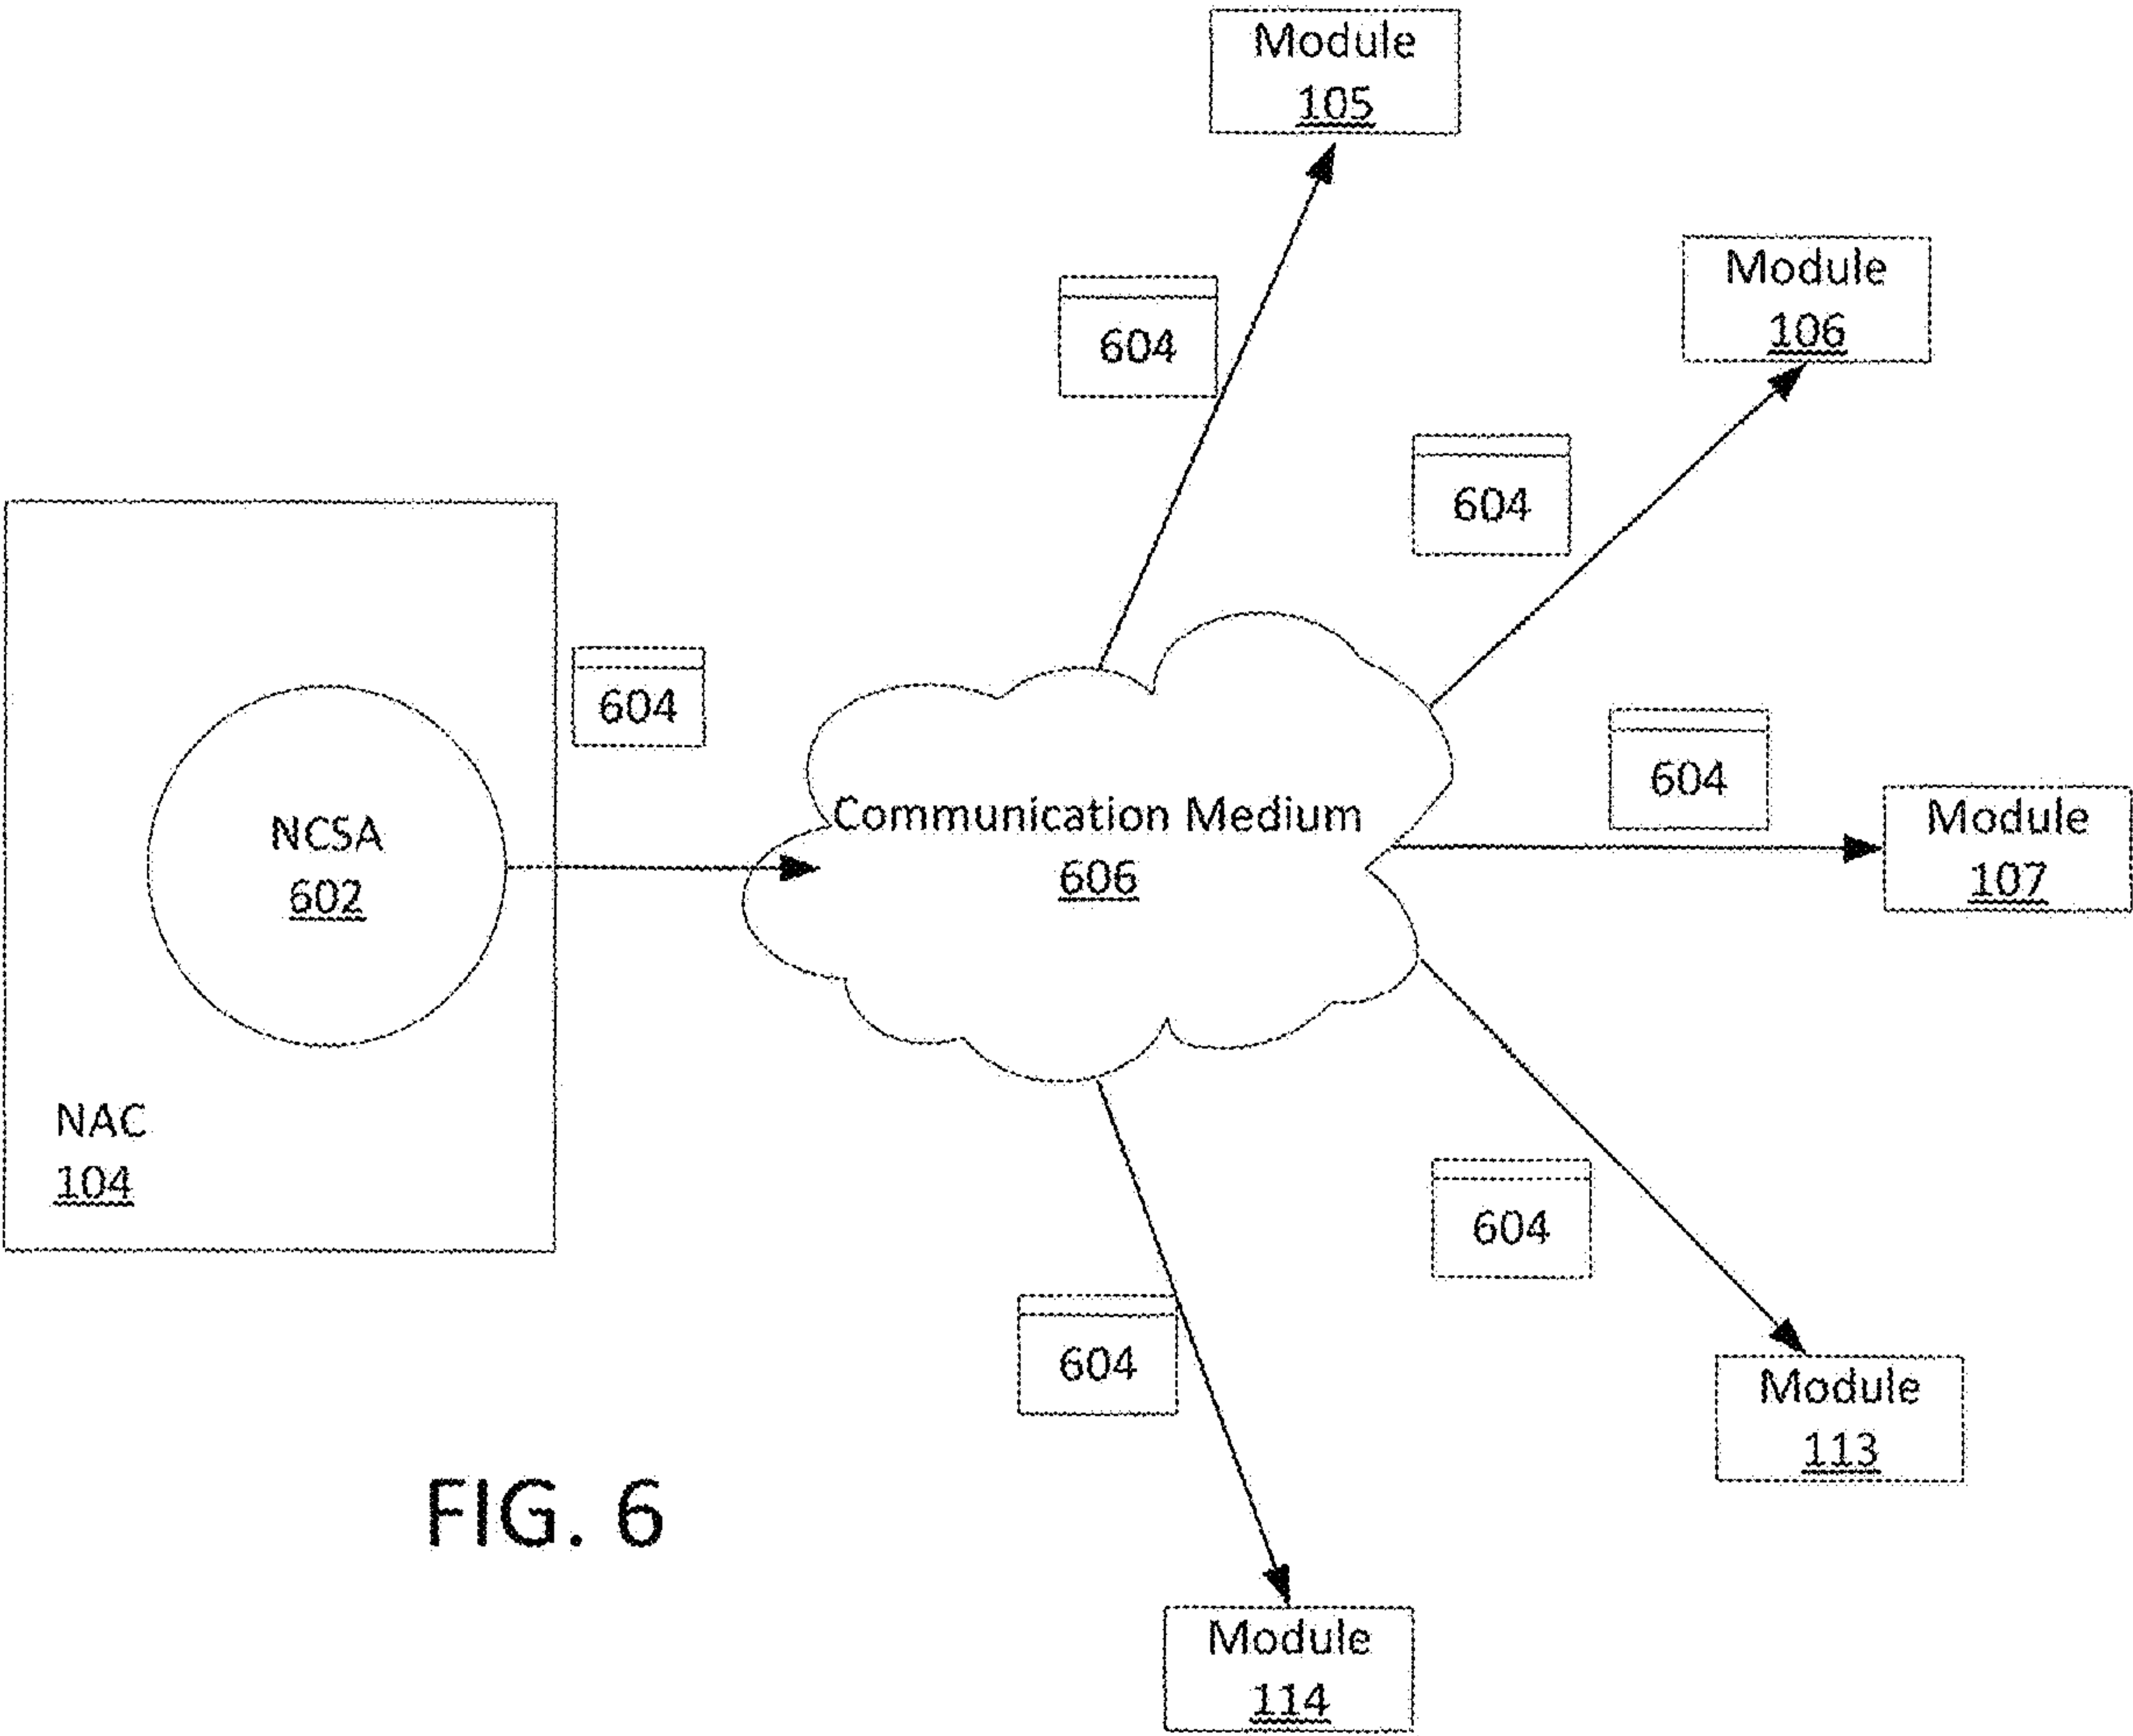 Module
105
Module
106
604
604
604
604
Module
107
Communication Medium
606
NCSA
602
NAC
104
604
604
Module
113
Module
114
FIG. 6